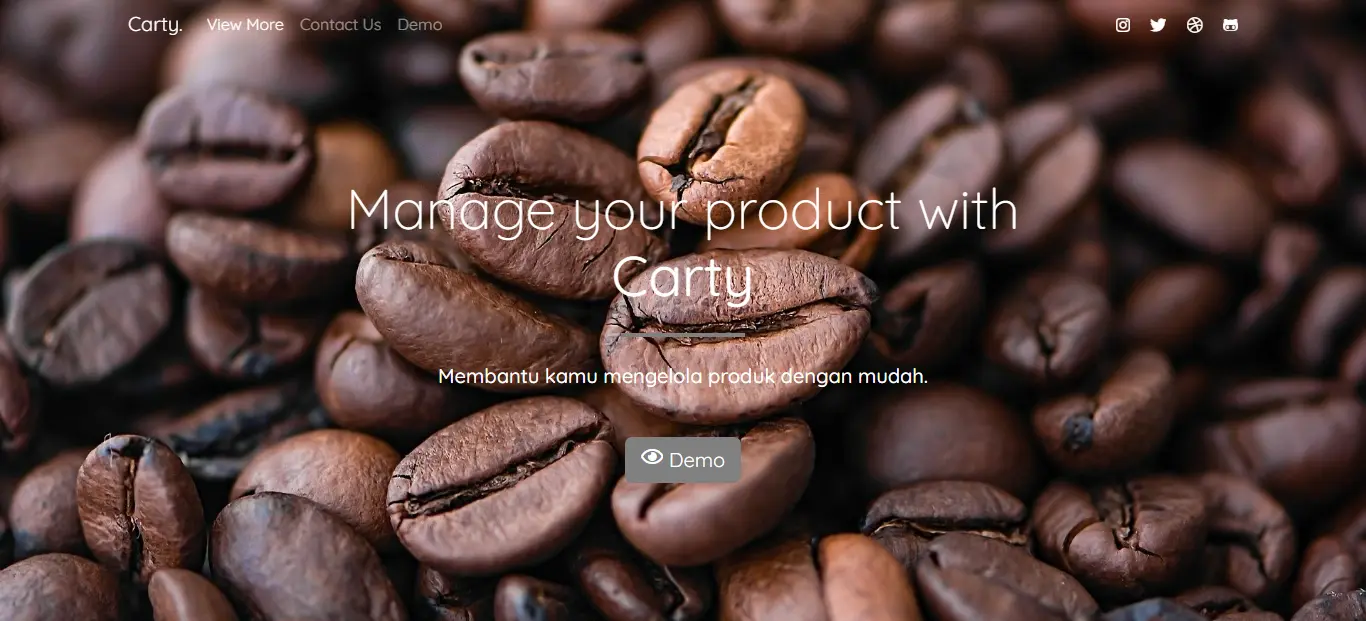 Carty. View More Contact Us Demo
Manage your product with
Carty
Membantu kamu mengelola produk dengan mudah.
Demo